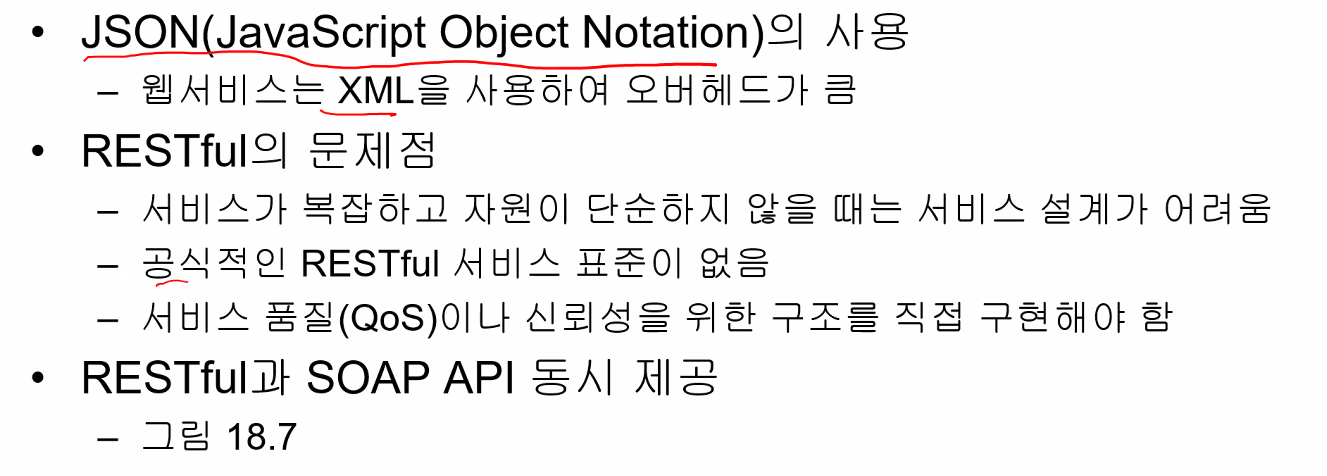 • JSON(JavaScript Object Notation)의 사용
– 웹서비스는 XML을 사용하여 오버헤드가 큼
• RESTful의 문제점
– 서비스가 복잡하고 자원이 단순하지 않을 때는 서비스 설계가 어려움
– 공식적인 RESTful 서비스 표준이 없음
– 서비스 품질(QoS)이나 신뢰성을 위한 구조를 직접 구현해야 함
• RESTful과 SOAP API 동시 제공
– 그림 18.7